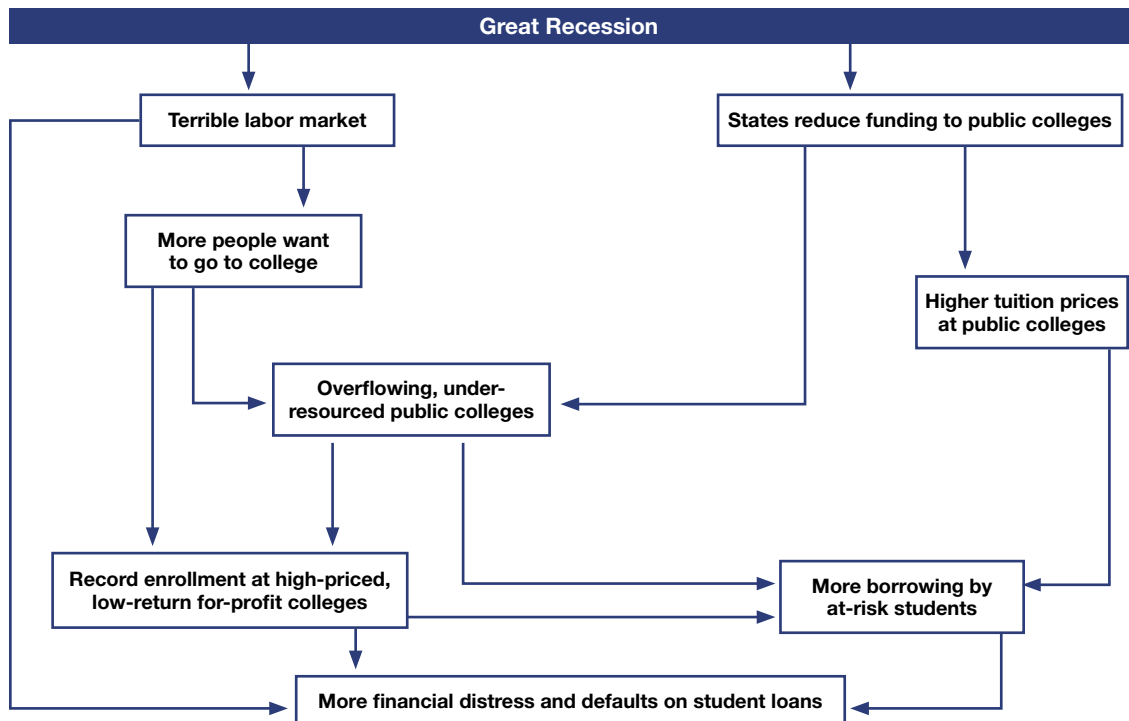 Great Recession
Terrible labor market
States reduce funding to public colleges
More people want
to go to college
Higher tuition prices
at public colleges
Overflowing, under-
resourced public colleges
Record enrollment at high-priced,
low-return for-profit colleges
More borrowing by
at-risk students
More financial distress and defaults on student loans